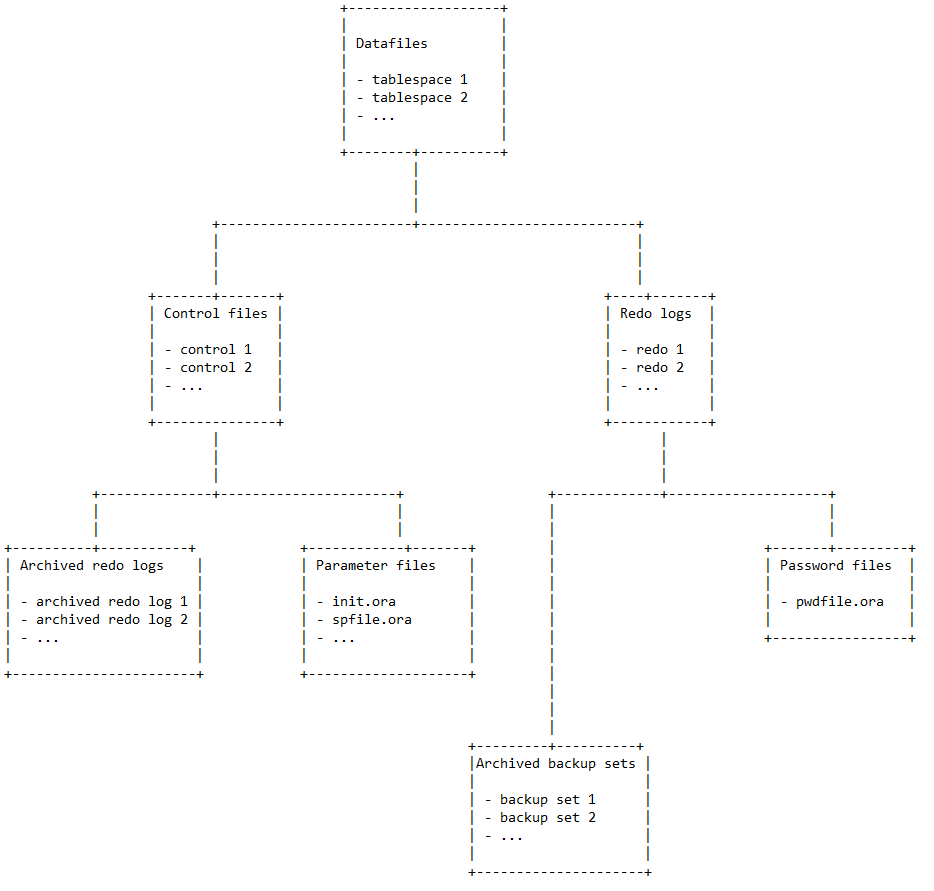 Datafiles
- tablespace 1
- tablespace 2
- ...
Control files
- control 1
- control 2
- ...
Redo logs
- redo 1
- redo 2
- ...
Archived redo logs
- archived redo log 1
- archived redo log 2
- ...
Parameter files
- init.ora
- spfile.ora
- ...
Password files
- pwdfile.ora
Archived backup sets
- backup set 1
- backup set 2
- ...